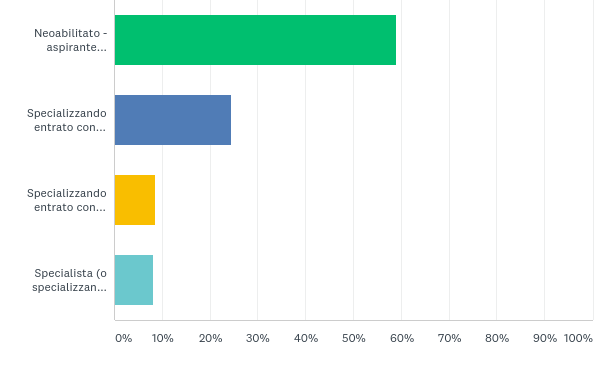 Neoabilitato -
aspirante...
Specializzando
entrato con...
Specializzando
entrato con...
Specialista (o
specializzan...
0% 10% 20% 30% 40% 50% 60% 70% 80% 90% 100%